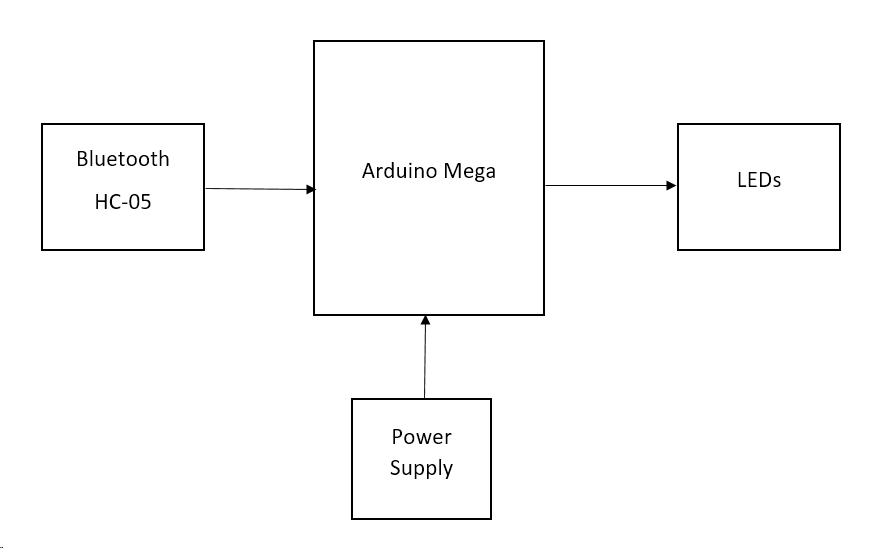 Bluetooth
HC-05
Arduino Mega
LEDs
Power
Supply